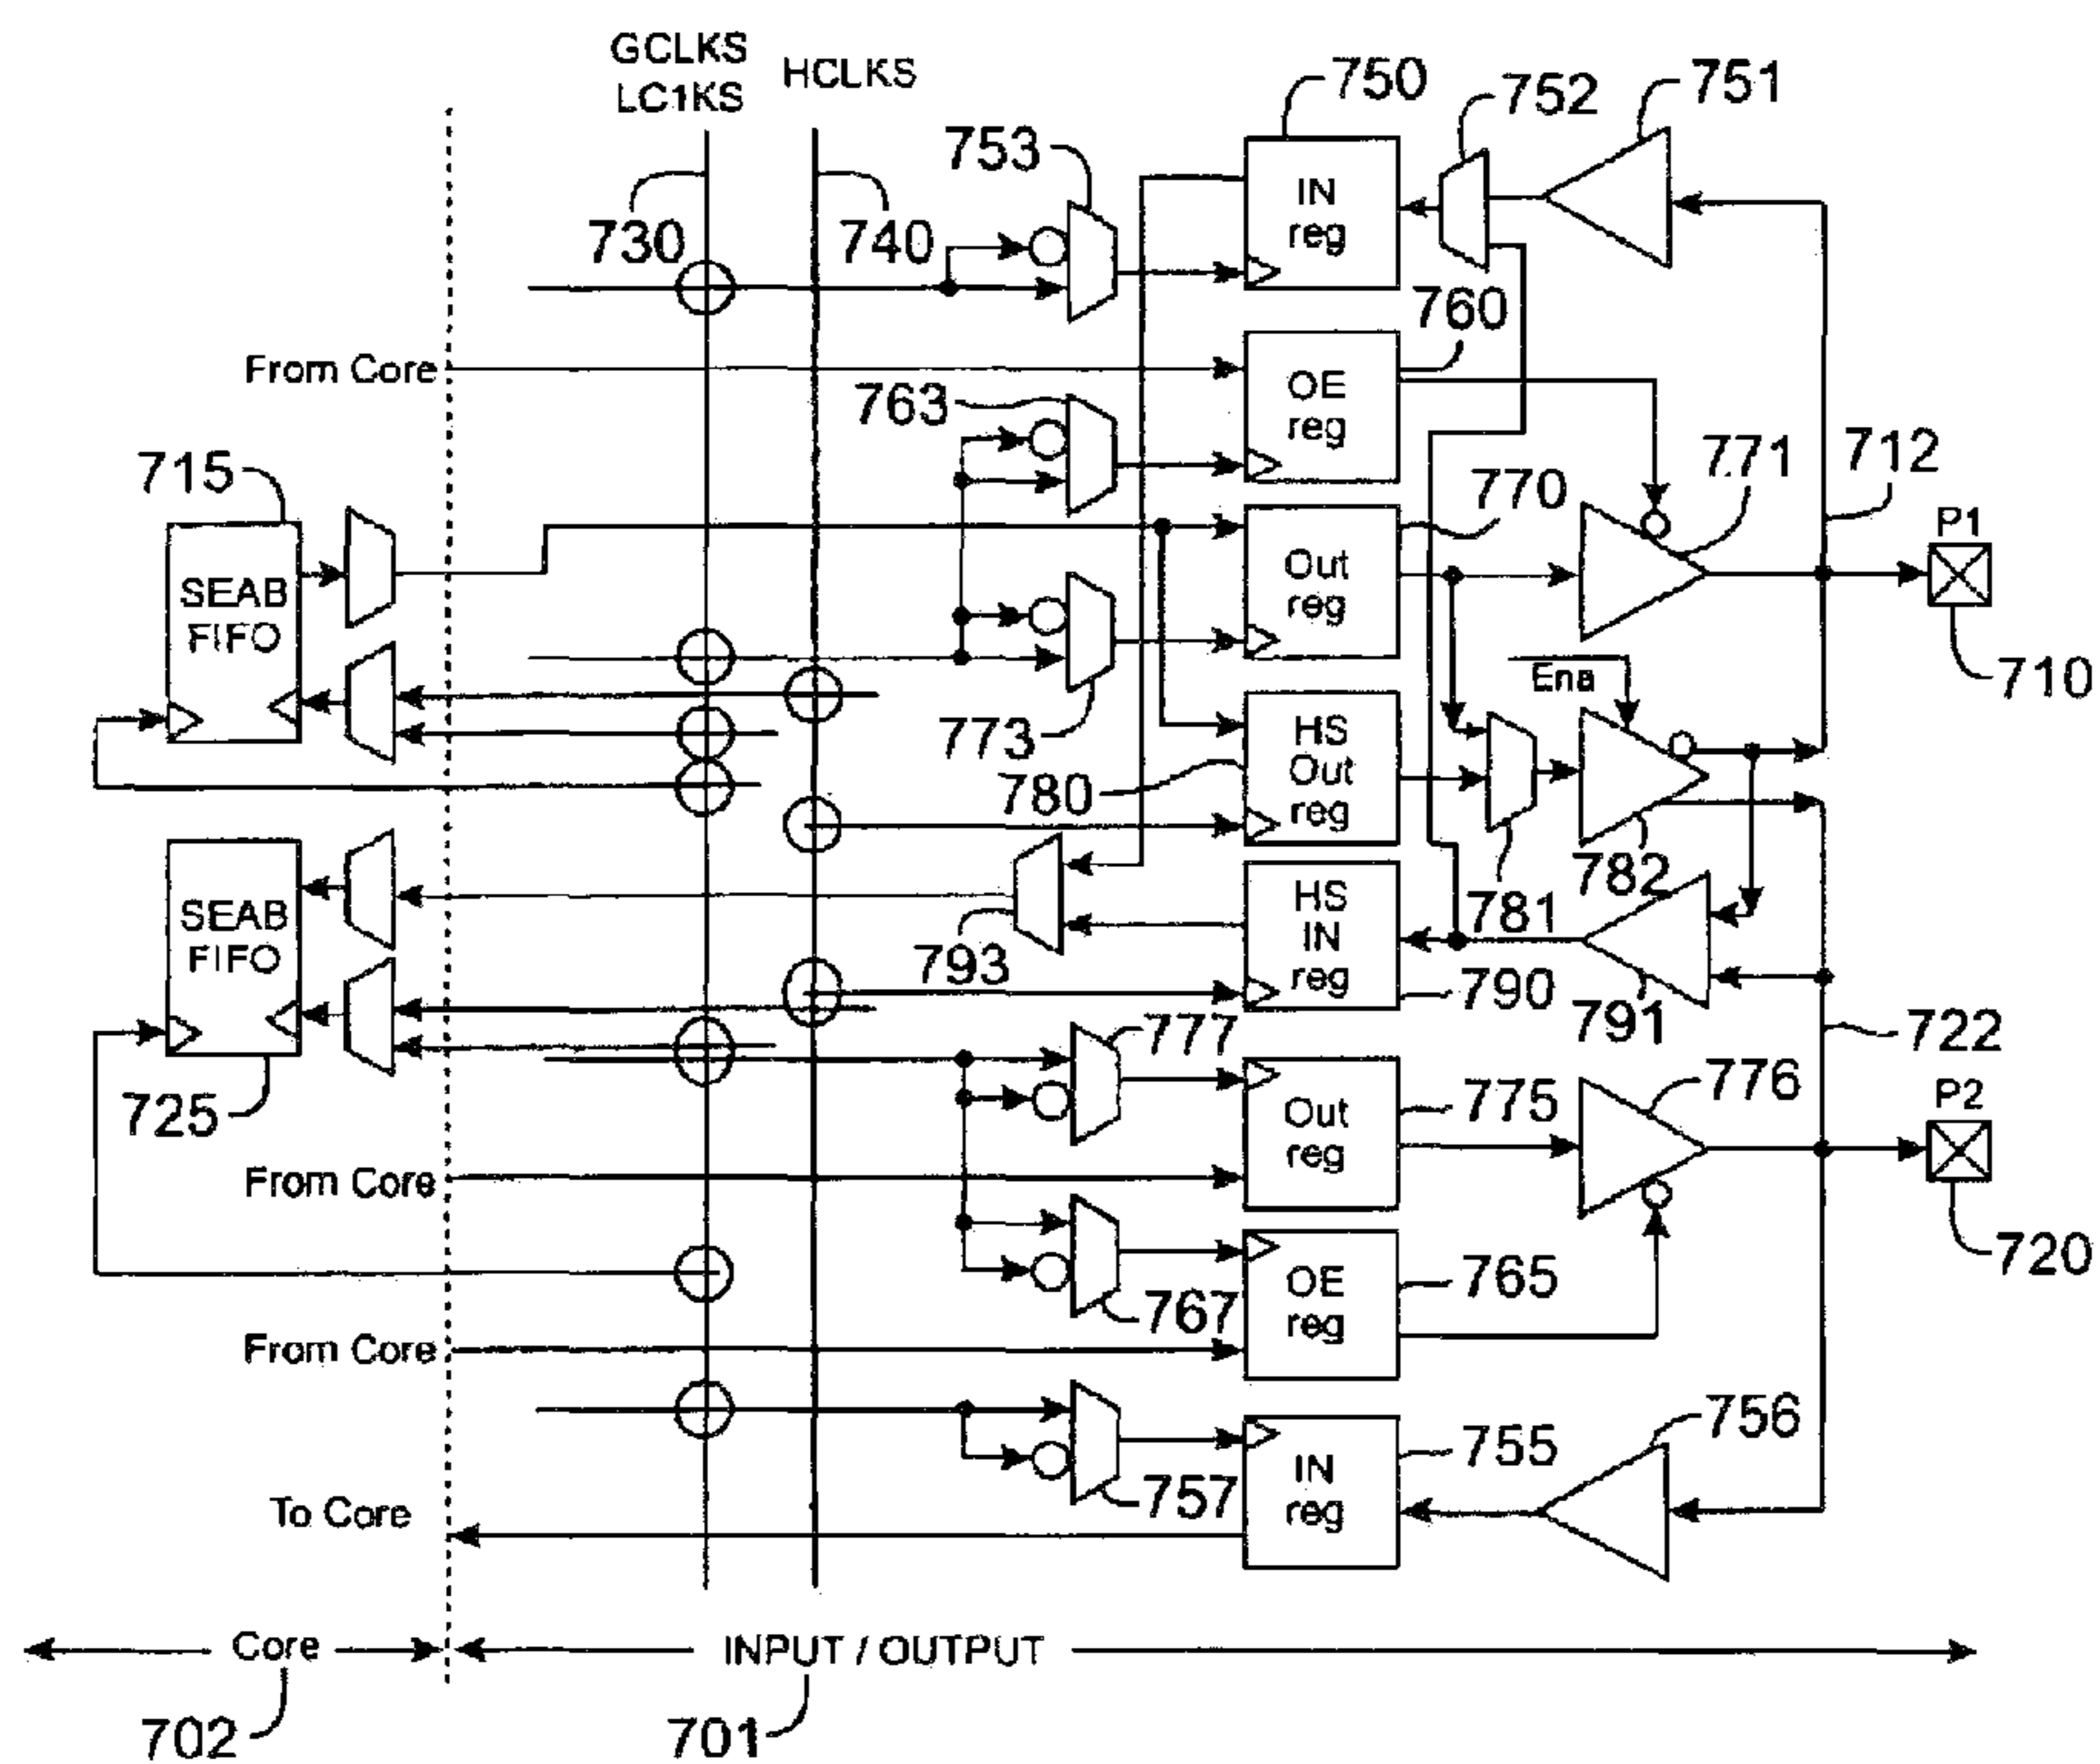 GCLKS
LC1KS
HCLKS
750
752
751
753
IN
reg
730
740
760
From Core
OE
reg
763
715
770
771
712
P1
SEAB
FIFO
Out
reg
Ena
710
773
HS
Out
reg
780
782
781
SEAB
FIFO
HS
IN
reg
793
790
791
777
722
725
775
776
P2
Out
reg
From Core
765
720
OE
reg
767
From Core
756
755
IN
reg
757
To Core
Core
INPUT / OUTPUT
702
701